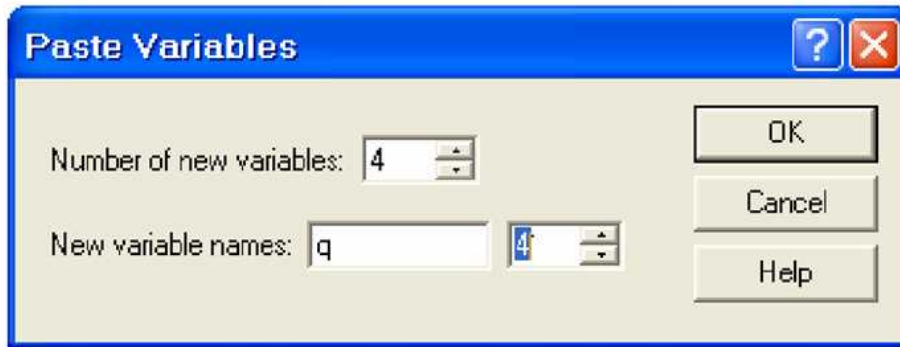 Paste Variables
Number of new variables: 4
New variable names: q 4
OK
Cancel
Help